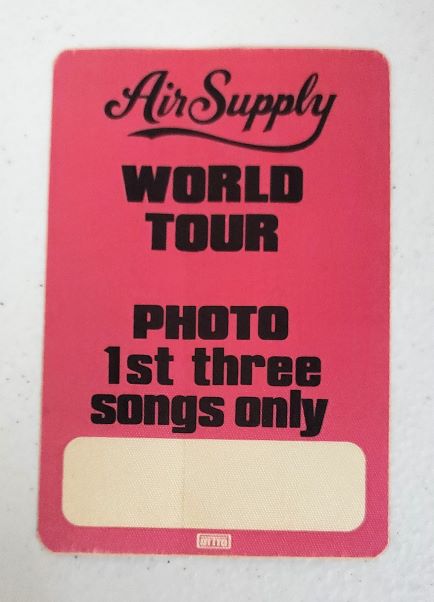 Air Supply
WORLD
TOUR
PHOTO
1st three
songs only
OTTO